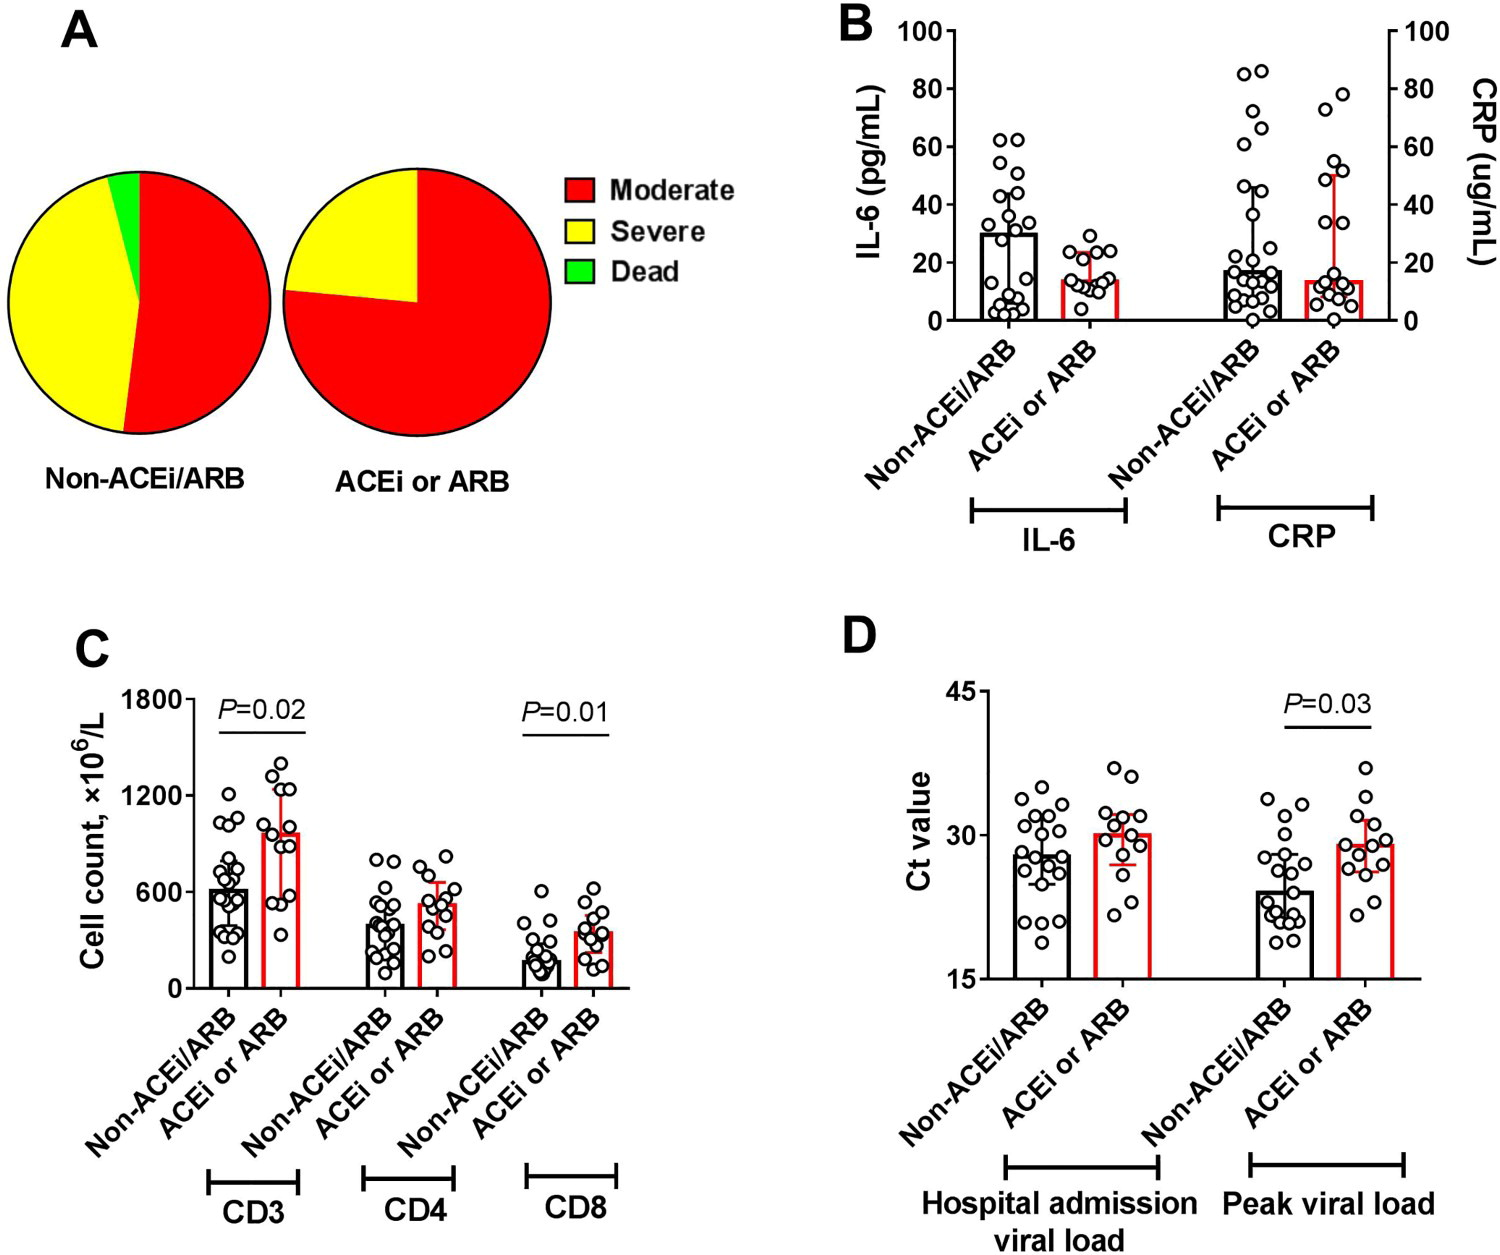 A
Moderate
Severe
Dead
Non-ACEi/ARB
ACEi or ARB
B
IL-6 (pg/mL)
100
80
60
40
20
0
100
80
60
40
20
0
CRP (ug/mL)
Non-ACEi/ARB
ACEi or ARB
Non-ACEi/ARB
ACEi or ARB
IL-6
CRP
C
Cell count, ×10⁶/L
1800
1200
600
0
P=0.02
P=0.01
Non-ACEi/ARB
ACEi or ARB
Non-ACEi/ARB
ACEi or ARB
Non-ACEi/ARB
ACEi or ARB
CD3
CD4
CD8
D
Ct value
45
30
15
P=0.03
Non-ACEi/ARB
ACEi or ARB
Non-ACEi/ARB
ACEi or ARB
Hospital admission
viral load
Peak viral load